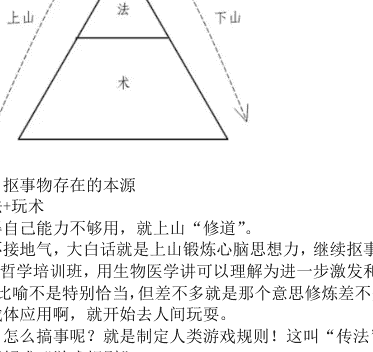 上山
法
下山
术
抠事物存在的本源
法+玩术
得自己能力不够用，就上山“修道”。
不接地气，大白话就是上山锻炼心脑思想力，继续抠事
哲学培训班，用生物医学讲可以理解为进一步激发和
比喻不是特别恰当，但差不多就是那个意思修炼差不
体应用啊，就开始去人间玩耍。
怎么搞事呢？就是制定人类游戏规则！这叫“传法”